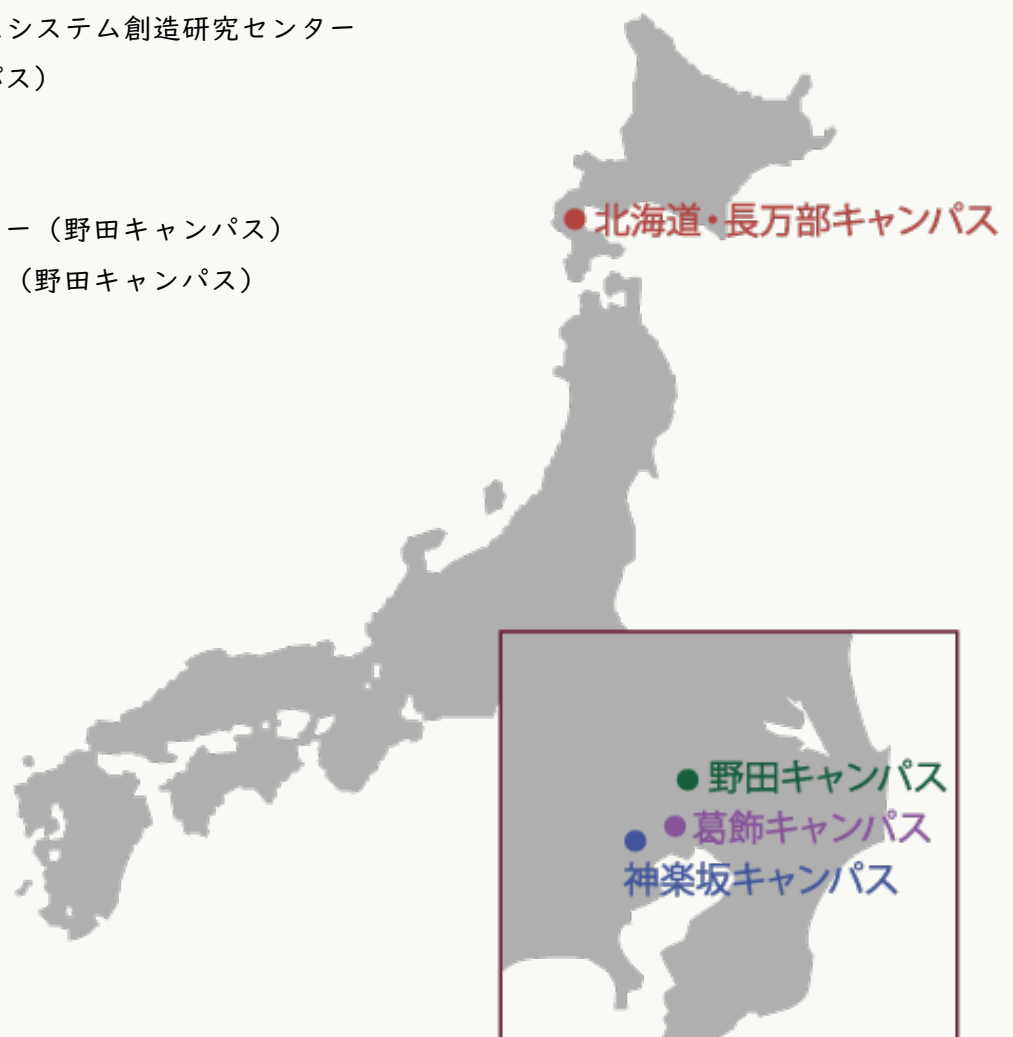 システム創造研究センター
パス）
ー（野田キャンパス）
（野田キャンパス）
北海道・長万部キャンパス
野田キャンパス
葛飾キャンパス
神楽坂キャンパス